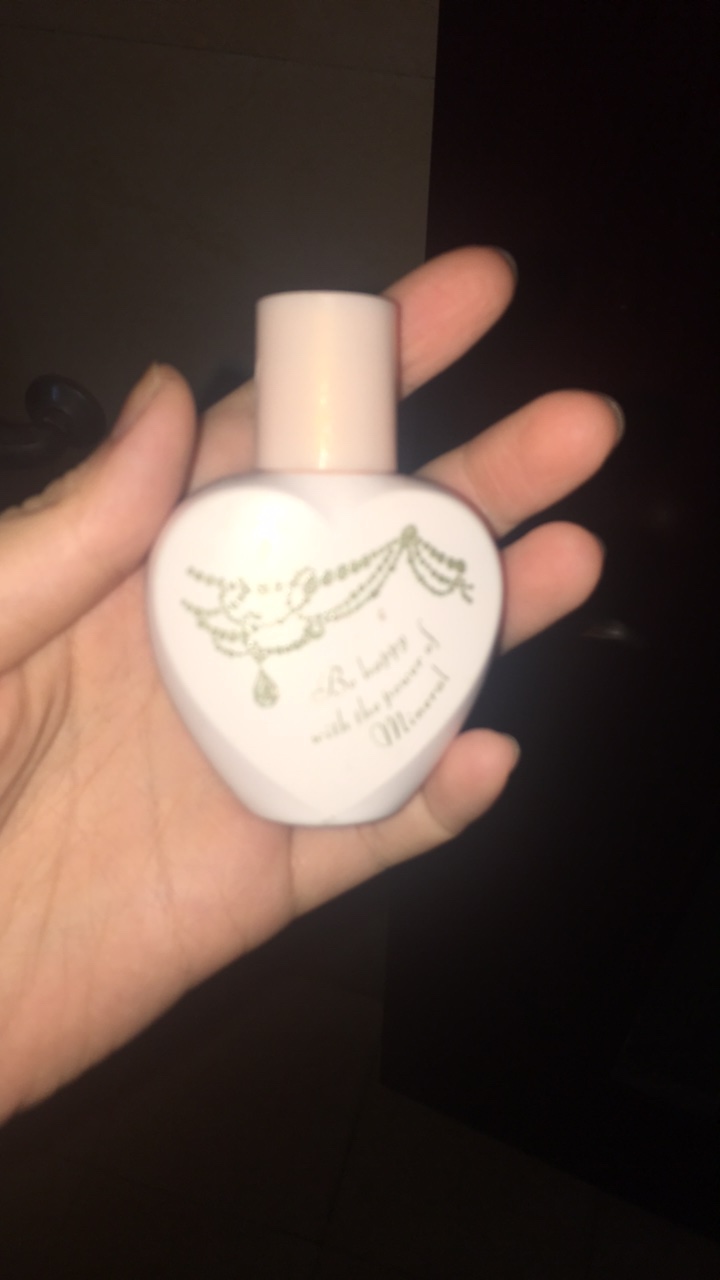 Be happy
with the power of
Mineral